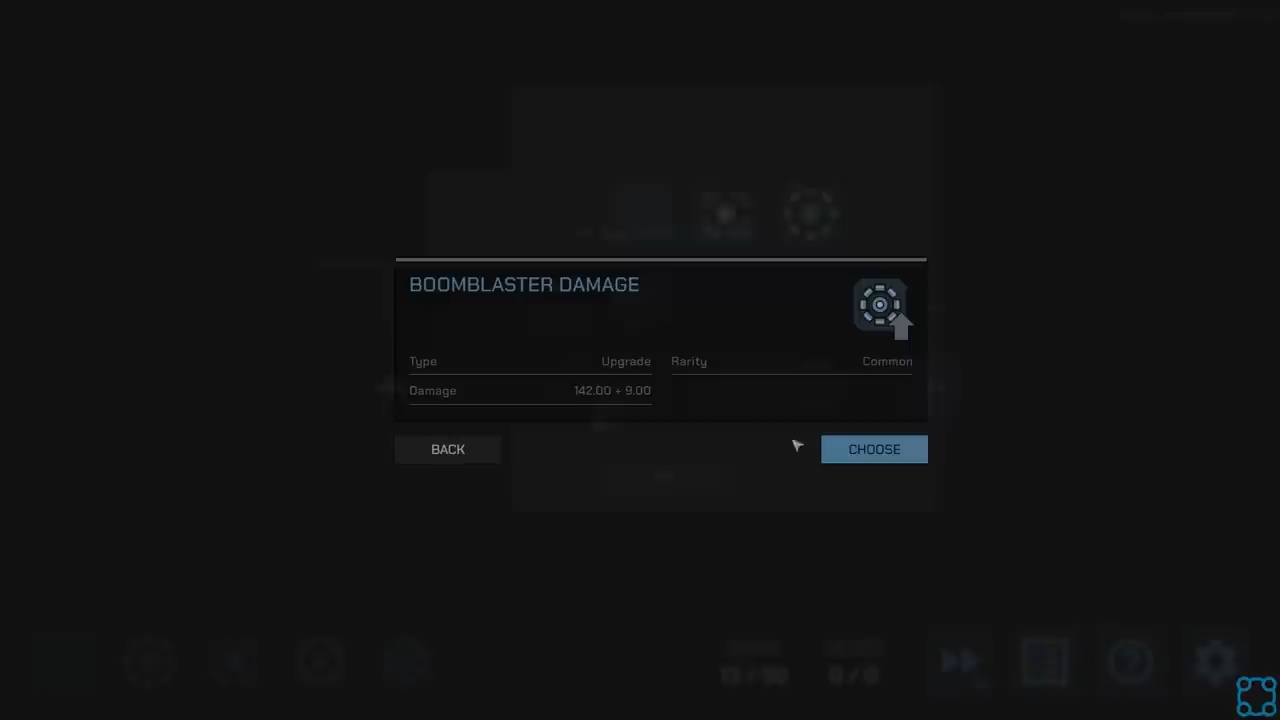 BOOMBLASTER DAMAGE
Type Upgrade Rarity Common
Damage 142.00 + 9.00
BACK CHOOSE